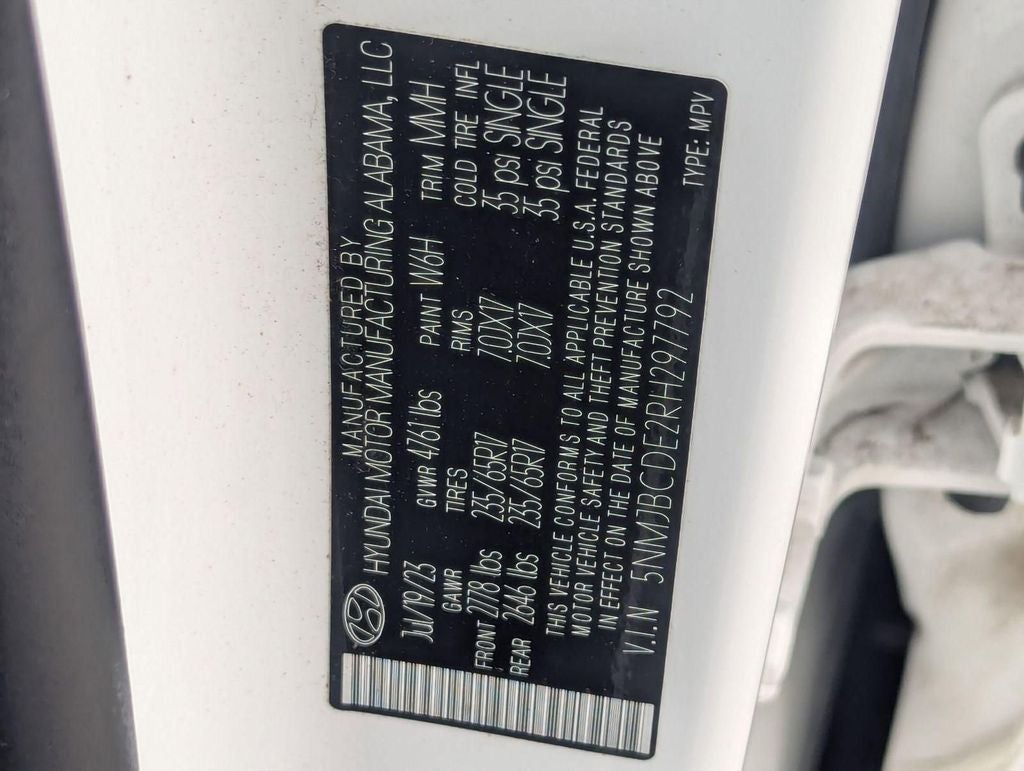 MANUFACTURED BY
HYUNDAI MOTOR MANUFACTURING ALABAMA, LLC
JU/19/23 GVWR 4761 lbs PAINT W6H TRIM MMH
GAWR TIRES RIMS COLD TIRE INFL
FRONT 2778 lbs 235/65R17 7.0JX17 35 psi SINGLE
REAR 2646 lbs 235/65R17 7.0JX17 35 psi SINGLE
THIS VEHICLE CONFORMS TO ALL APPLICABLE U.S.A. FEDERAL
MOTOR VEHICLE SAFETY AND THEFT PREVENTION STANDARDS
IN EFFECT ON THE DATE OF MANUFACTURE SHOWN ABOVE
V.I.N 5NMJBCDE2RH297792 TYPE: MPV